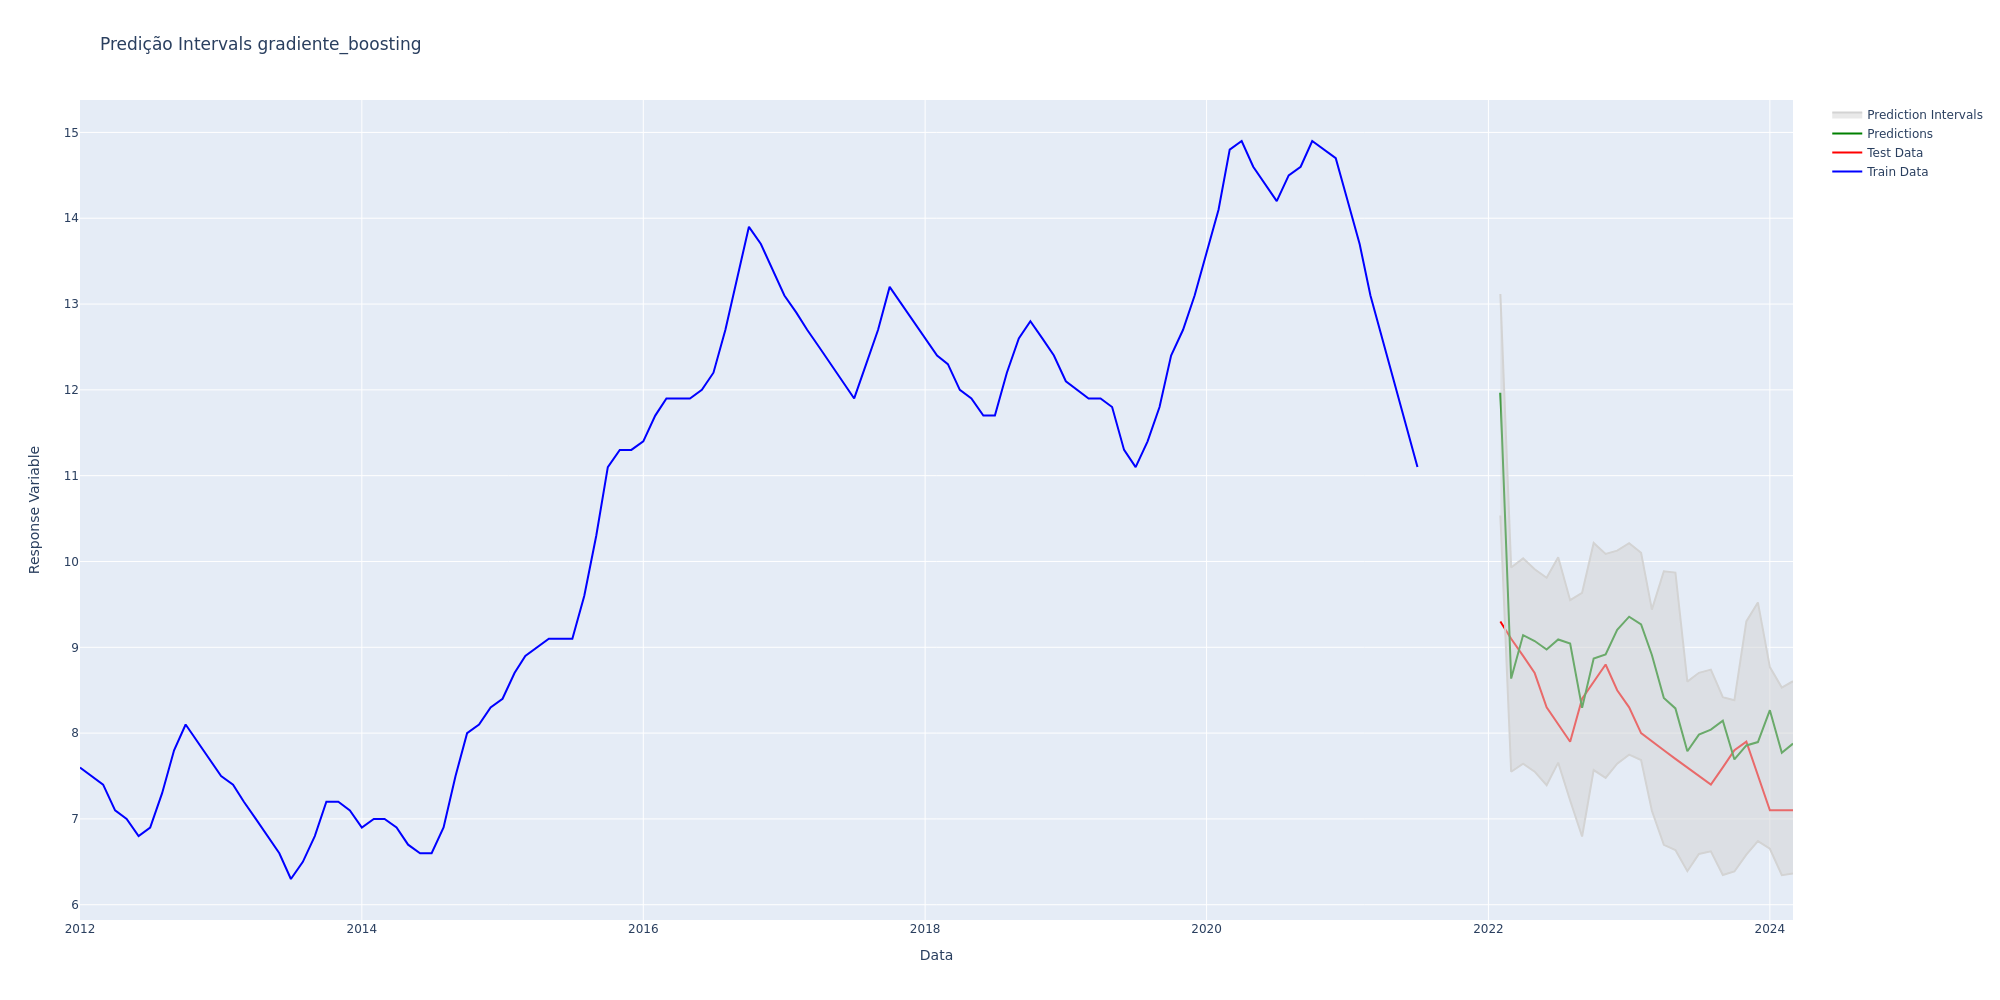 Predição Intervals gradiente_boosting
Prediction Intervals
Predictions
Test Data
Train Data
Response Variable
15
14
13
12
11
10
9
8
7
6
2012
2014
2016
2018
2020
2022
2024
Data